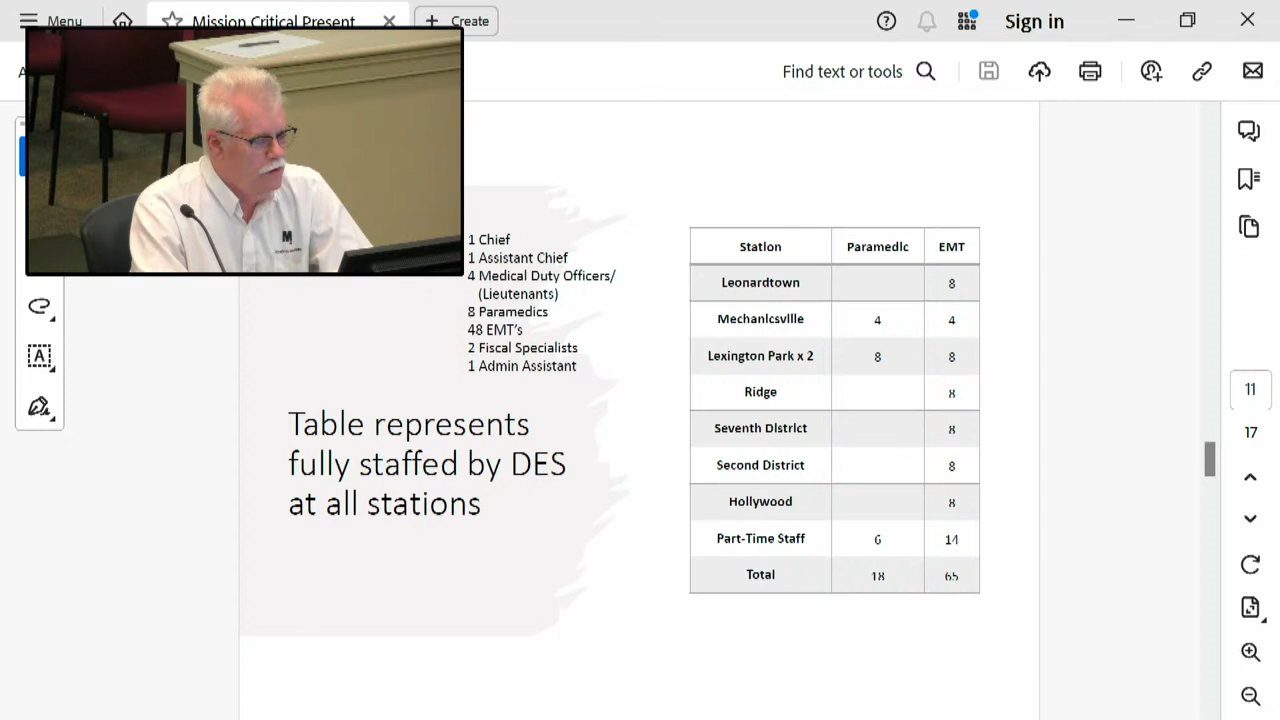 Menu
Mission Critical Present
Create
Sign in
Find text or tools
1 Chief
1 Assistant Chief
4 Medical Duty Officers/
(Lieutenants)
8 Paramedics
48 EMT's
2 Fiscal Specialists
1 Admin Assistant
Table represents
fully staffed by DES
at all stations
Station Paramedic EMT
Leonardtown 8
Mechanicsville 4 4
Lexington Park x 2 8 8
Ridge 8
Seventh District 8
Second District 8
Hollywood 8
Part-Time Staff 6 14
Total 18 65
11
17